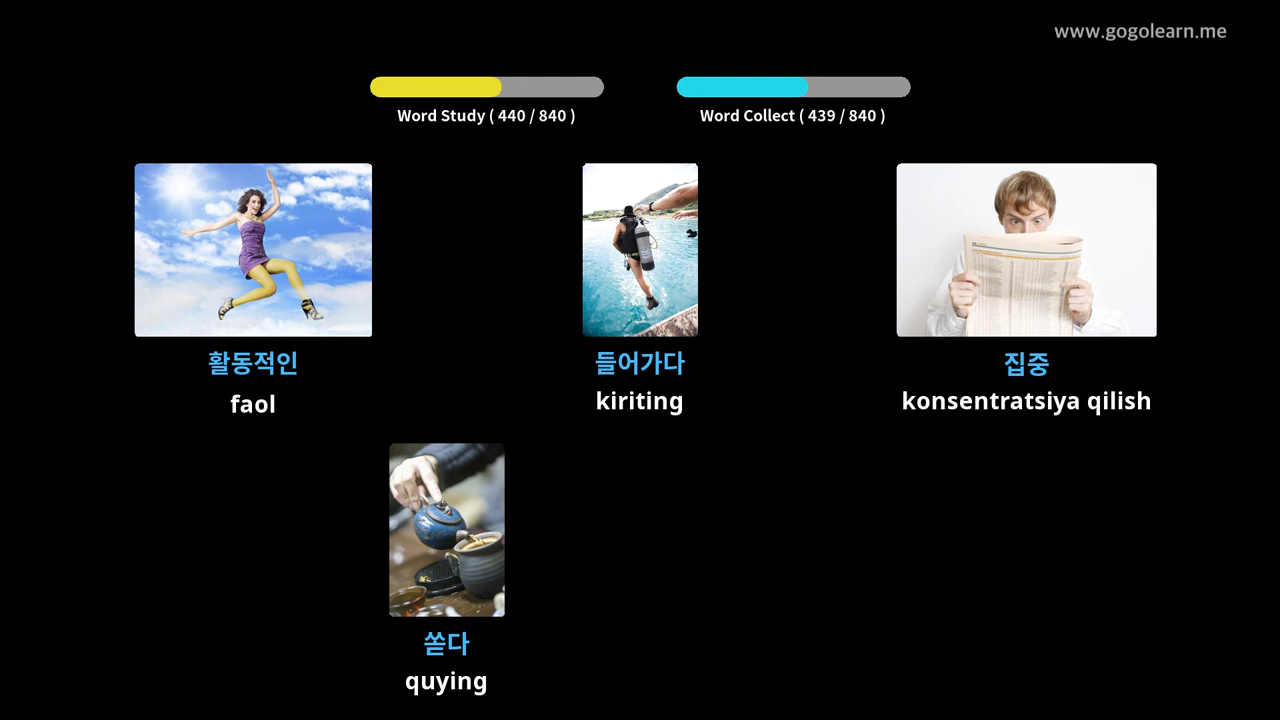 www.gogolearn.me
Word Study ( 440 / 840 )
Word Collect ( 439 / 840 )
활동적인
faol
들어가다
kiriting
집중
konsentratsiya qilish
쏟다
quying